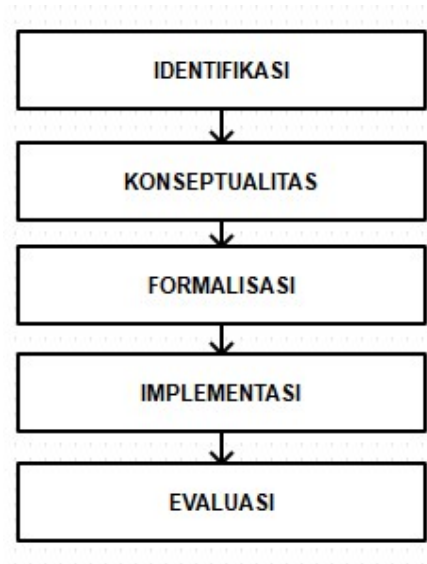 IDENTIFIKASI
KONSEPTUALITAS
FORMALISASI
IMPLEMENTASI
EVALUASI